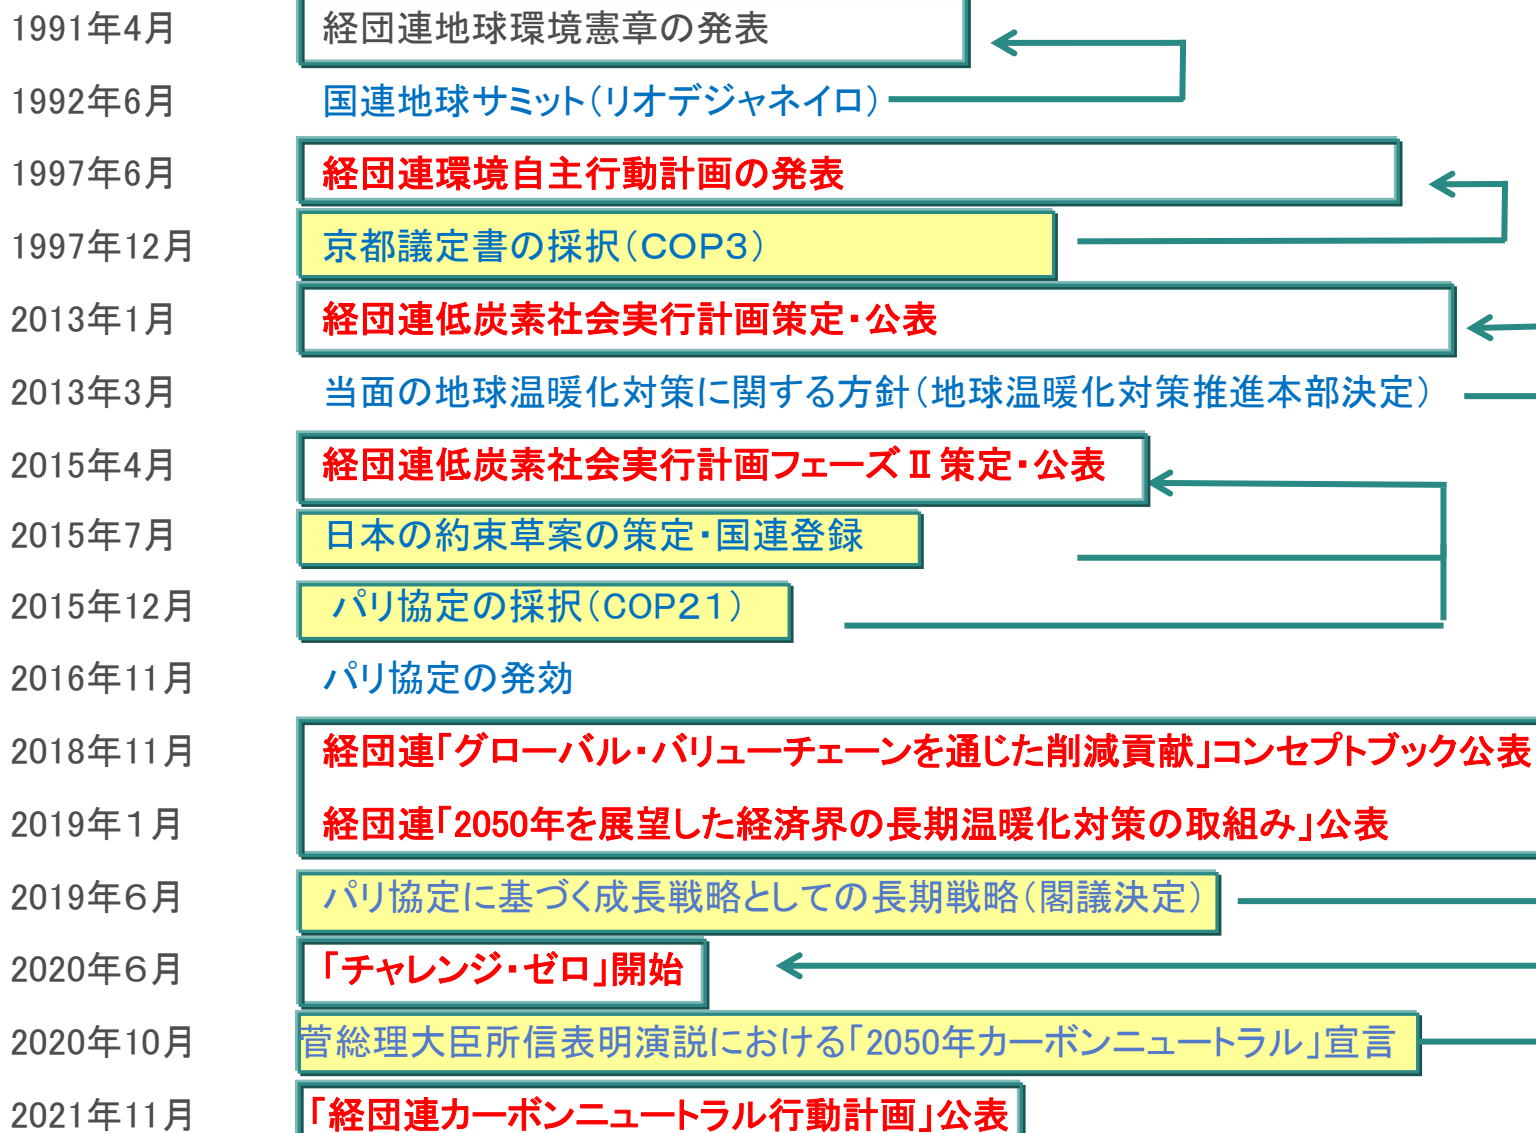 1991年4月 経団連地球環境憲章の発表
1992年6月 国連地球サミット(リオデジャネイロ)
1997年6月 経団連環境自主行動計画の発表
1997年12月 京都議定書の採択(COP3)
2013年1月 経団連低炭素社会実行計画策定・公表
2013年3月 当面の地球温暖化対策に関する方針(地球温暖化対策推進本部決定)
2015年4月 経団連低炭素社会実行計画フェーズⅡ策定・公表
2015年7月 日本の約束草案の策定・国連登録
2015年12月 パリ協定の採択(COP21)
2016年11月 パリ協定の発効
2018年11月 経団連「グローバル・バリューチェーンを通じた削減貢献」コンセプトブック公表
2019年1月 経団連「2050年を展望した経済界の長期温暖化対策の取組み」公表
2019年6月 パリ協定に基づく成長戦略としての長期戦略(閣議決定)
2020年6月 「チャレンジ・ゼロ」開始
2020年10月 菅総理大臣所信表明演説における「2050年カーボンニュートラル」宣言
2021年11月 「経団連カーボンニュートラル行動計画」公表